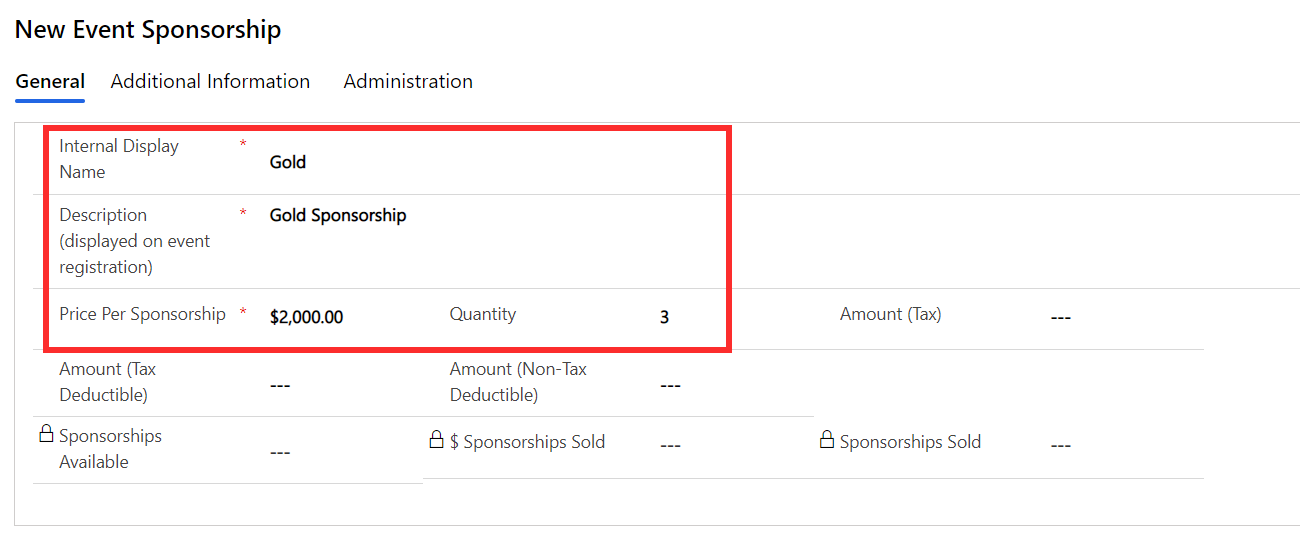 New Event Sponsorship
General Additional Information Administration
Internal Display * Gold
Name
Description * Gold Sponsorship
(displayed on event
registration)
Price Per Sponsorship * $2,000.00 Quantity 3 Amount (Tax) ---
Amount (Tax --- Amount (Non-Tax ---
Deductible) Deductible)
Sponsorships --- $ Sponsorships Sold --- Sponsorships Sold ---
Available